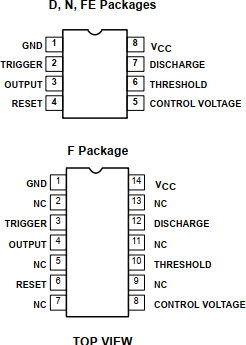 D, N, FE Packages
GND 1 8 VCC
TRIGGER 2 7 DISCHARGE
OUTPUT 3 6 THRESHOLD
RESET 4 5 CONTROL VOLTAGE
F Package
GND 1 14 VCC
NC 2 13 NC
TRIGGER 3 12 DISCHARGE
OUTPUT 4 11 NC
NC 5 10 THRESHOLD
RESET 6 9 NC
NC 7 8 CONTROL VOLTAGE
TOP VIEW